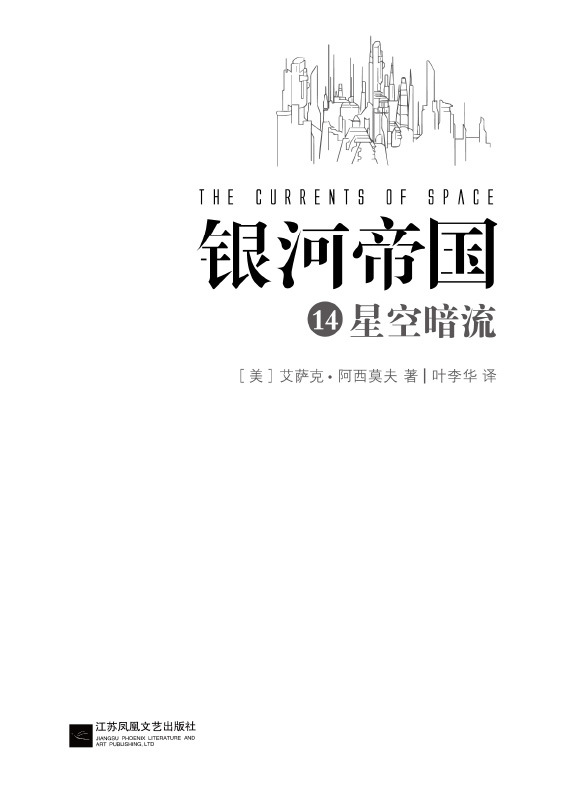 THE CURRENTS OF SPACE
银河帝国
14 星空暗流
[美] 艾萨克·阿西莫夫 著 | 叶李华 译
江苏凤凰文艺出版社
JIANGSU PHOENIX LITERATURE AND
ART PUBLISHING, LTD